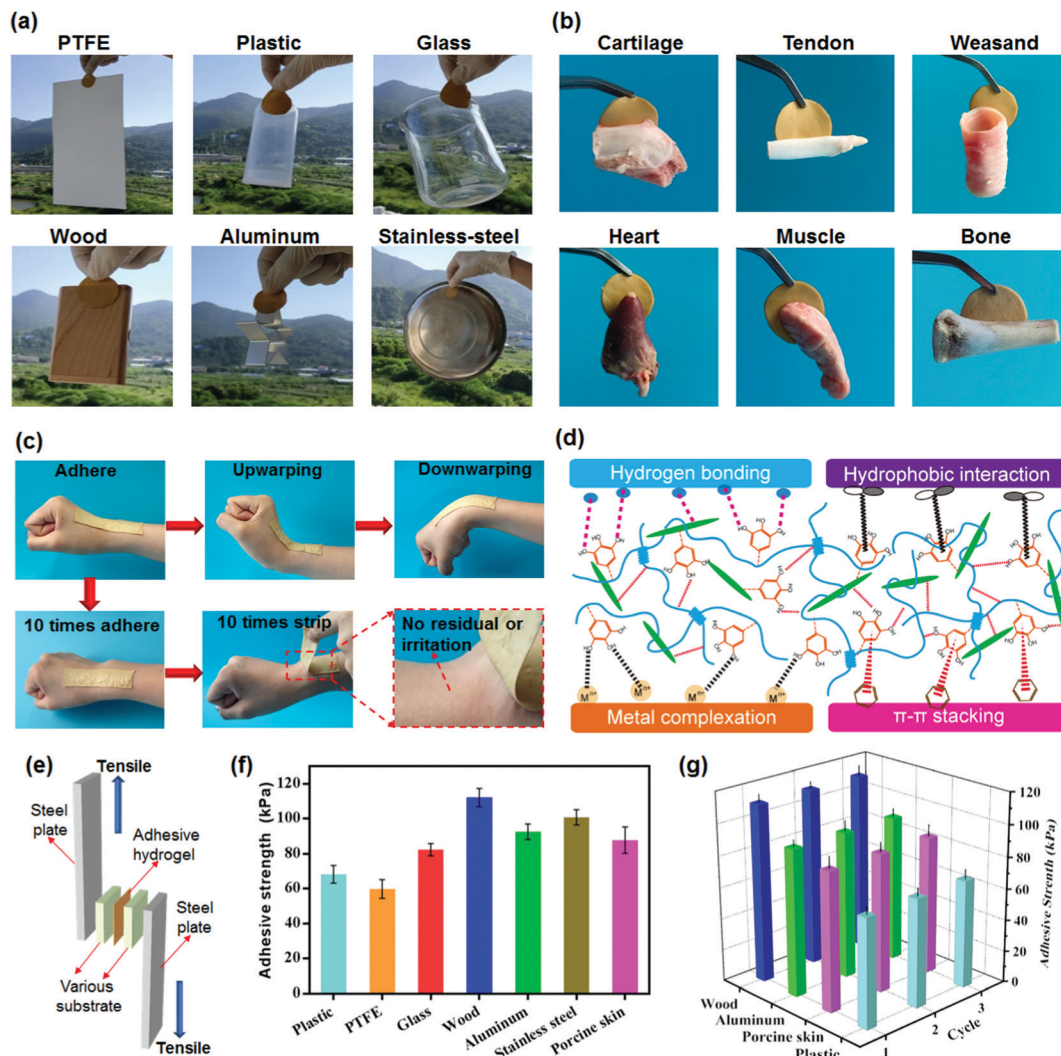 (a)
PTFE
Plastic
Glass
Wood
Aluminum
Stainless-steel
(b)
Cartilage
Tendon
Weasand
Heart
Muscle
Bone
(c)
Adhere
Upwarping
Downwarping
10 times adhere
10 times strip
No residual or
irritation
(d)
Hydrogen bonding
Hydrophobic interaction
Metal complexation
π-π stacking
(e)
Tensile
Steel
plate
Adhesive
hydrogel
Steel
plate
Various
substrate
Tensile
(f)
Adhesive strength (kPa)
120
100
80
60
40
20
0
Plastic
PTFE
Glass
Wood
Aluminum
Stainless steel
Porcine skin
(g)
120
100
80
60
40
20
0
Adhesive Strenth (kPa)
Wood
Aluminum
Porcine skin
Plastic
1
2
3
Cycle